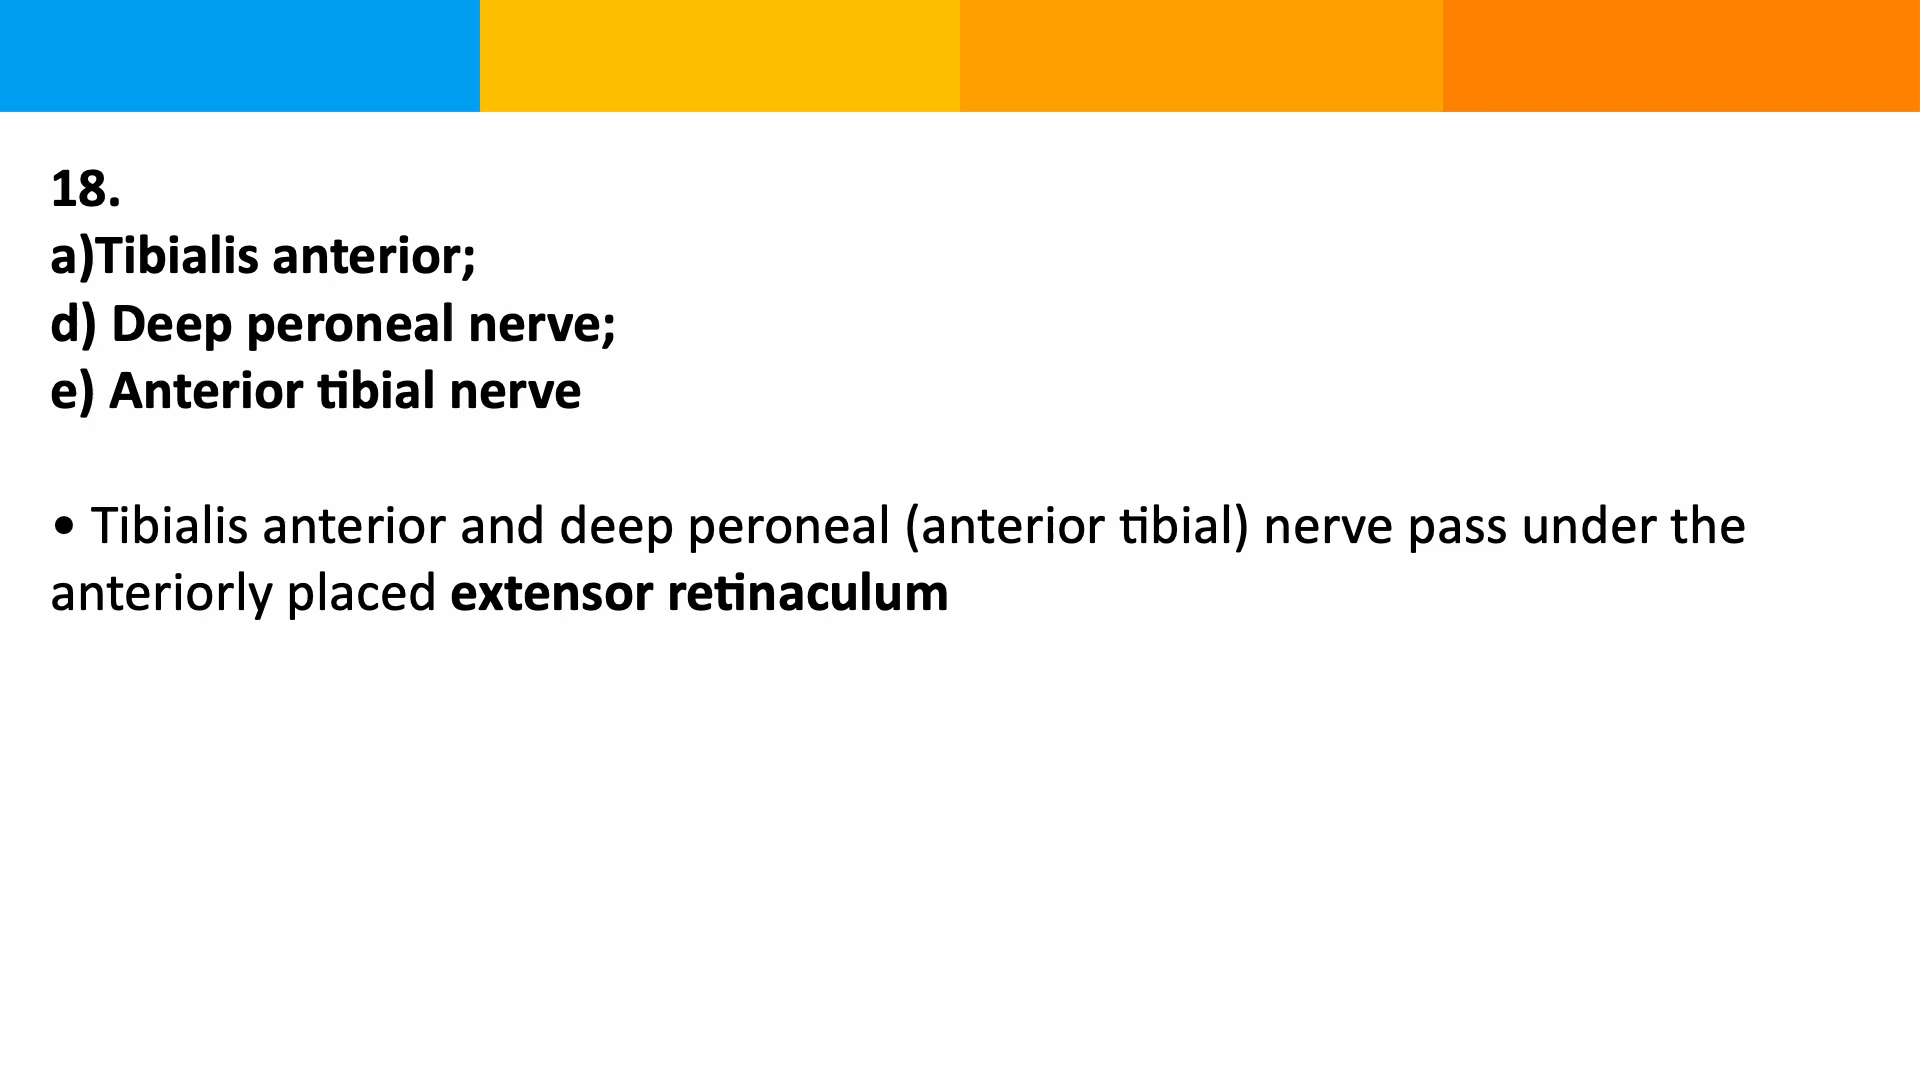 18.
a)Tibialis anterior;
d) Deep peroneal nerve;
e) Anterior tibial nerve
• Tibialis anterior and deep peroneal (anterior tibial) nerve pass under the
anteriorly placed extensor retinaculum